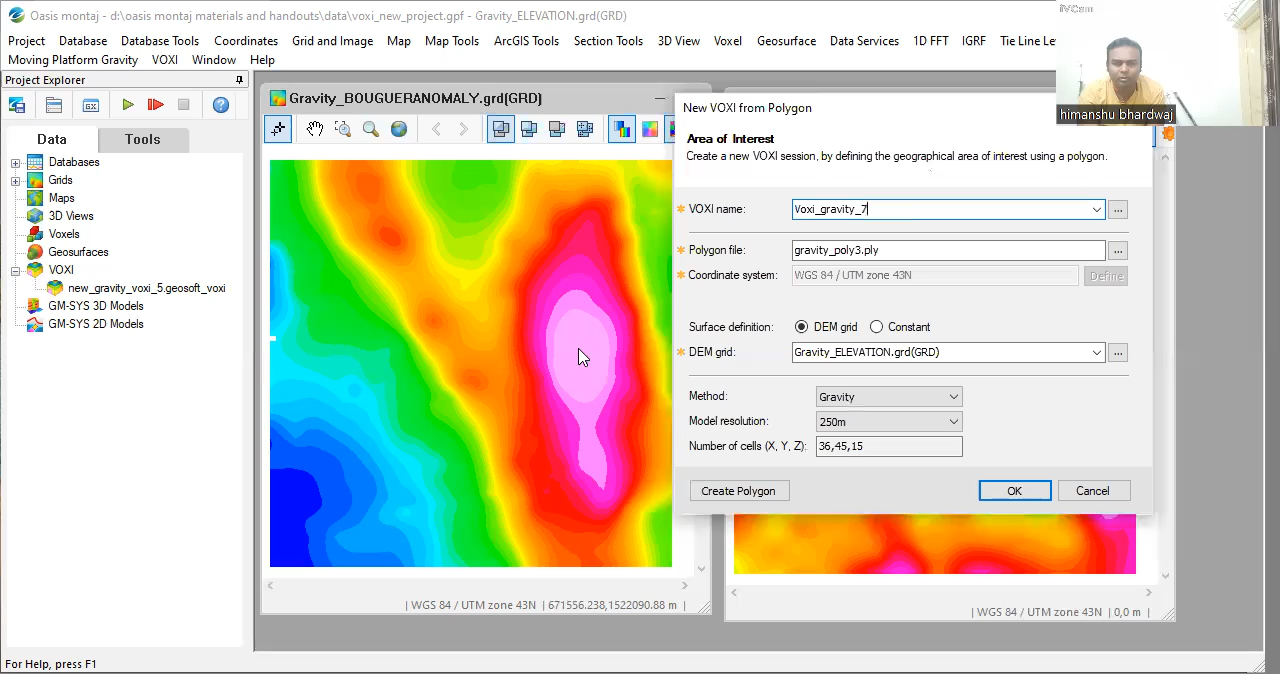 Oasis montaj - d:\oasis montaj materials and handouts\data\voxi_new_project.gpf - Gravity_ELEVATION.grd(GRD)
iVCam
Project Database Database Tools Coordinates Grid and Image Map Map Tools ArcGIS Tools Section Tools 3D View Voxel Geosurface Data Services 1D FFT IGRF Tie Line Le
Moving Platform Gravity VOXI Window Help
himanshu bhardwaj
Project Explorer
GX
Data Tools
Databases
Grids
Maps
3D Views
Voxels
Geosurfaces
VOXI
new_gravity_voxi_5.geosoft_voxi
GM-SYS 3D Models
GM-SYS 2D Models
Gravity_BOUGUERANOMALY.grd(GRD)
| WGS 84 / UTM zone 43N | 671556.238,1522090.88 m |
New VOXI from Polygon
Area of Interest
Create a new VOXI session, by defining the geographical area of interest using a polygon.
VOXI name: Voxi_gravity_7 ...
Polygon file: gravity_poly3.ply ...
Coordinate system: WGS 84 / UTM zone 43N Define
Surface definition: DEM grid Constant
DEM grid: Gravity_ELEVATION.grd(GRD) ...
Method: Gravity
Model resolution: 250m
Number of cells (X, Y, Z): 36,45,15
Create Polygon OK Cancel
| WGS 84 / UTM zone 43N | 0,0 m |
For Help, press F1